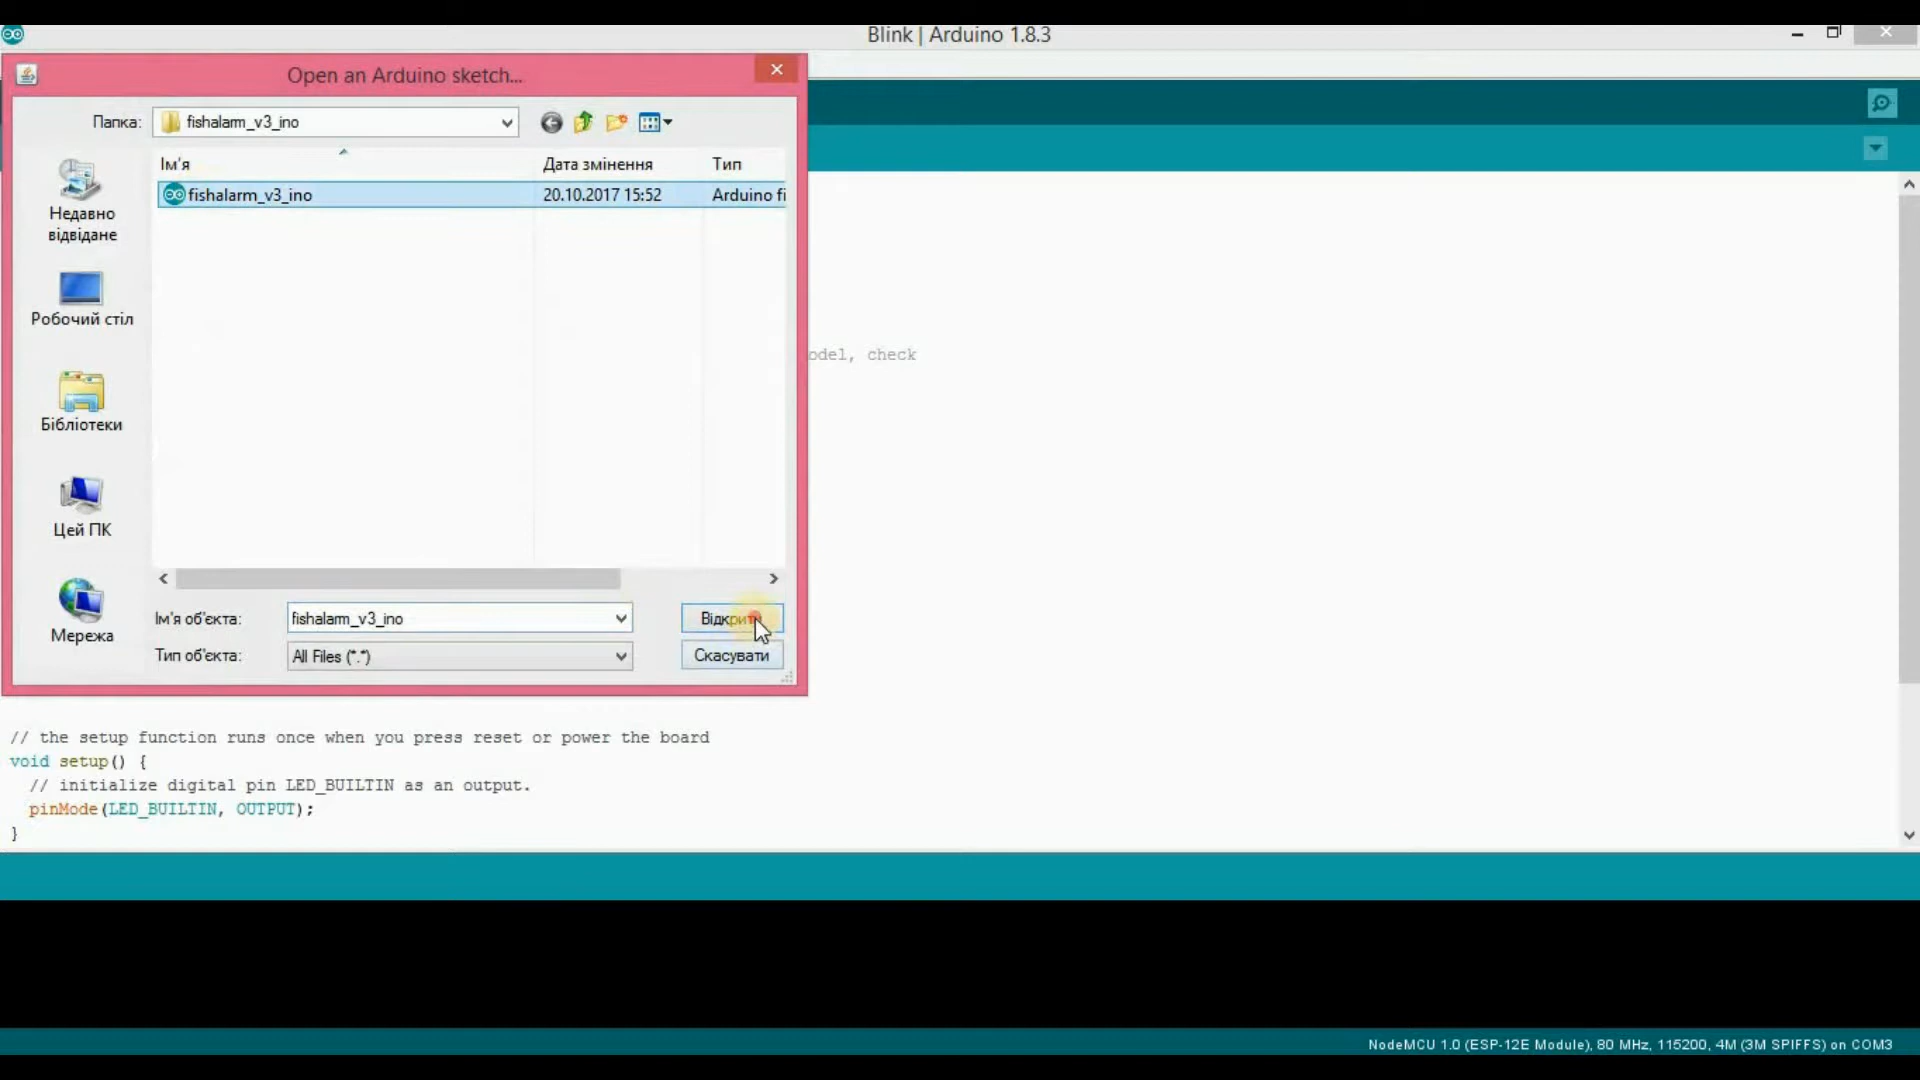 Blink | Arduino 1.8.3
Open an Arduino sketch...
Папка:
fishalarm_v3_ino
Ім'я
Дата змінення
Тип
fishalarm_v3_ino
20.10.2017 15:52
Arduino fi
Недавно
відвідане
Робочий стіл
odel, check
Бібліотеки
Цей ПК
Мережа
Ім'я об'єкта:
fishalarm_v3_ino
Відкрити
Тип об'єкта:
All Files (*.*)
Скасувати
// the setup function runs once when you press reset or power the board
void setup() {
// initialize digital pin LED_BUILTIN as an output.
pinMode(LED_BUILTIN, OUTPUT);
}
NodeMCU 1.0 (ESP-12E Module), 80 MHz, 115200, 4M (3M SPIFFS) on COM3